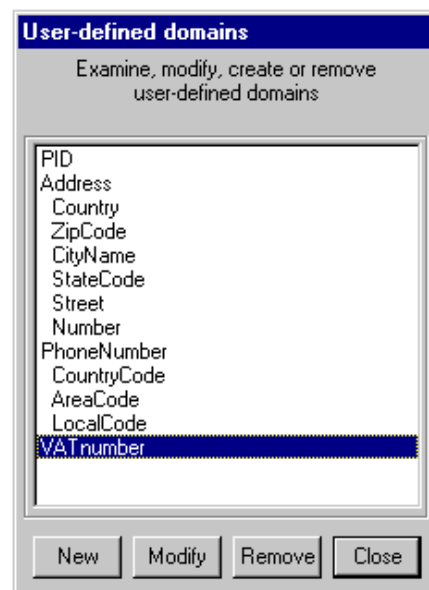 User-defined domains
Examine, modify, create or remove
user-defined domains
PID
Address
Country
ZipCode
CityName
StateCode
Street
Number
PhoneNumber
CountryCode
AreaCode
LocalCode
VATnumber
New Modify Remove Close